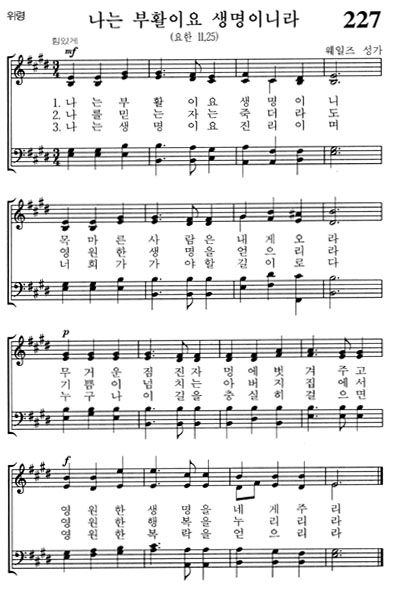 위령
나는 부활이요 생명이니라
227
(요한 11,25)
힘있게
웨일즈 성가
mf
1. 나는부활이요생명이니
2. 나를믿는자는죽더라도
3. 나는생명이요진리이며
목마른사람은내게오라
영원한생명을얻으리라
너희가가야할길이로다
p
무거운짐진자멍에벗겨주고
기쁨이넘치는아버지집에서
누구나이길을충실히걸으면
f
영원한생명을네게주리
영원한행복을누리리라
영원한복락을얻으리라